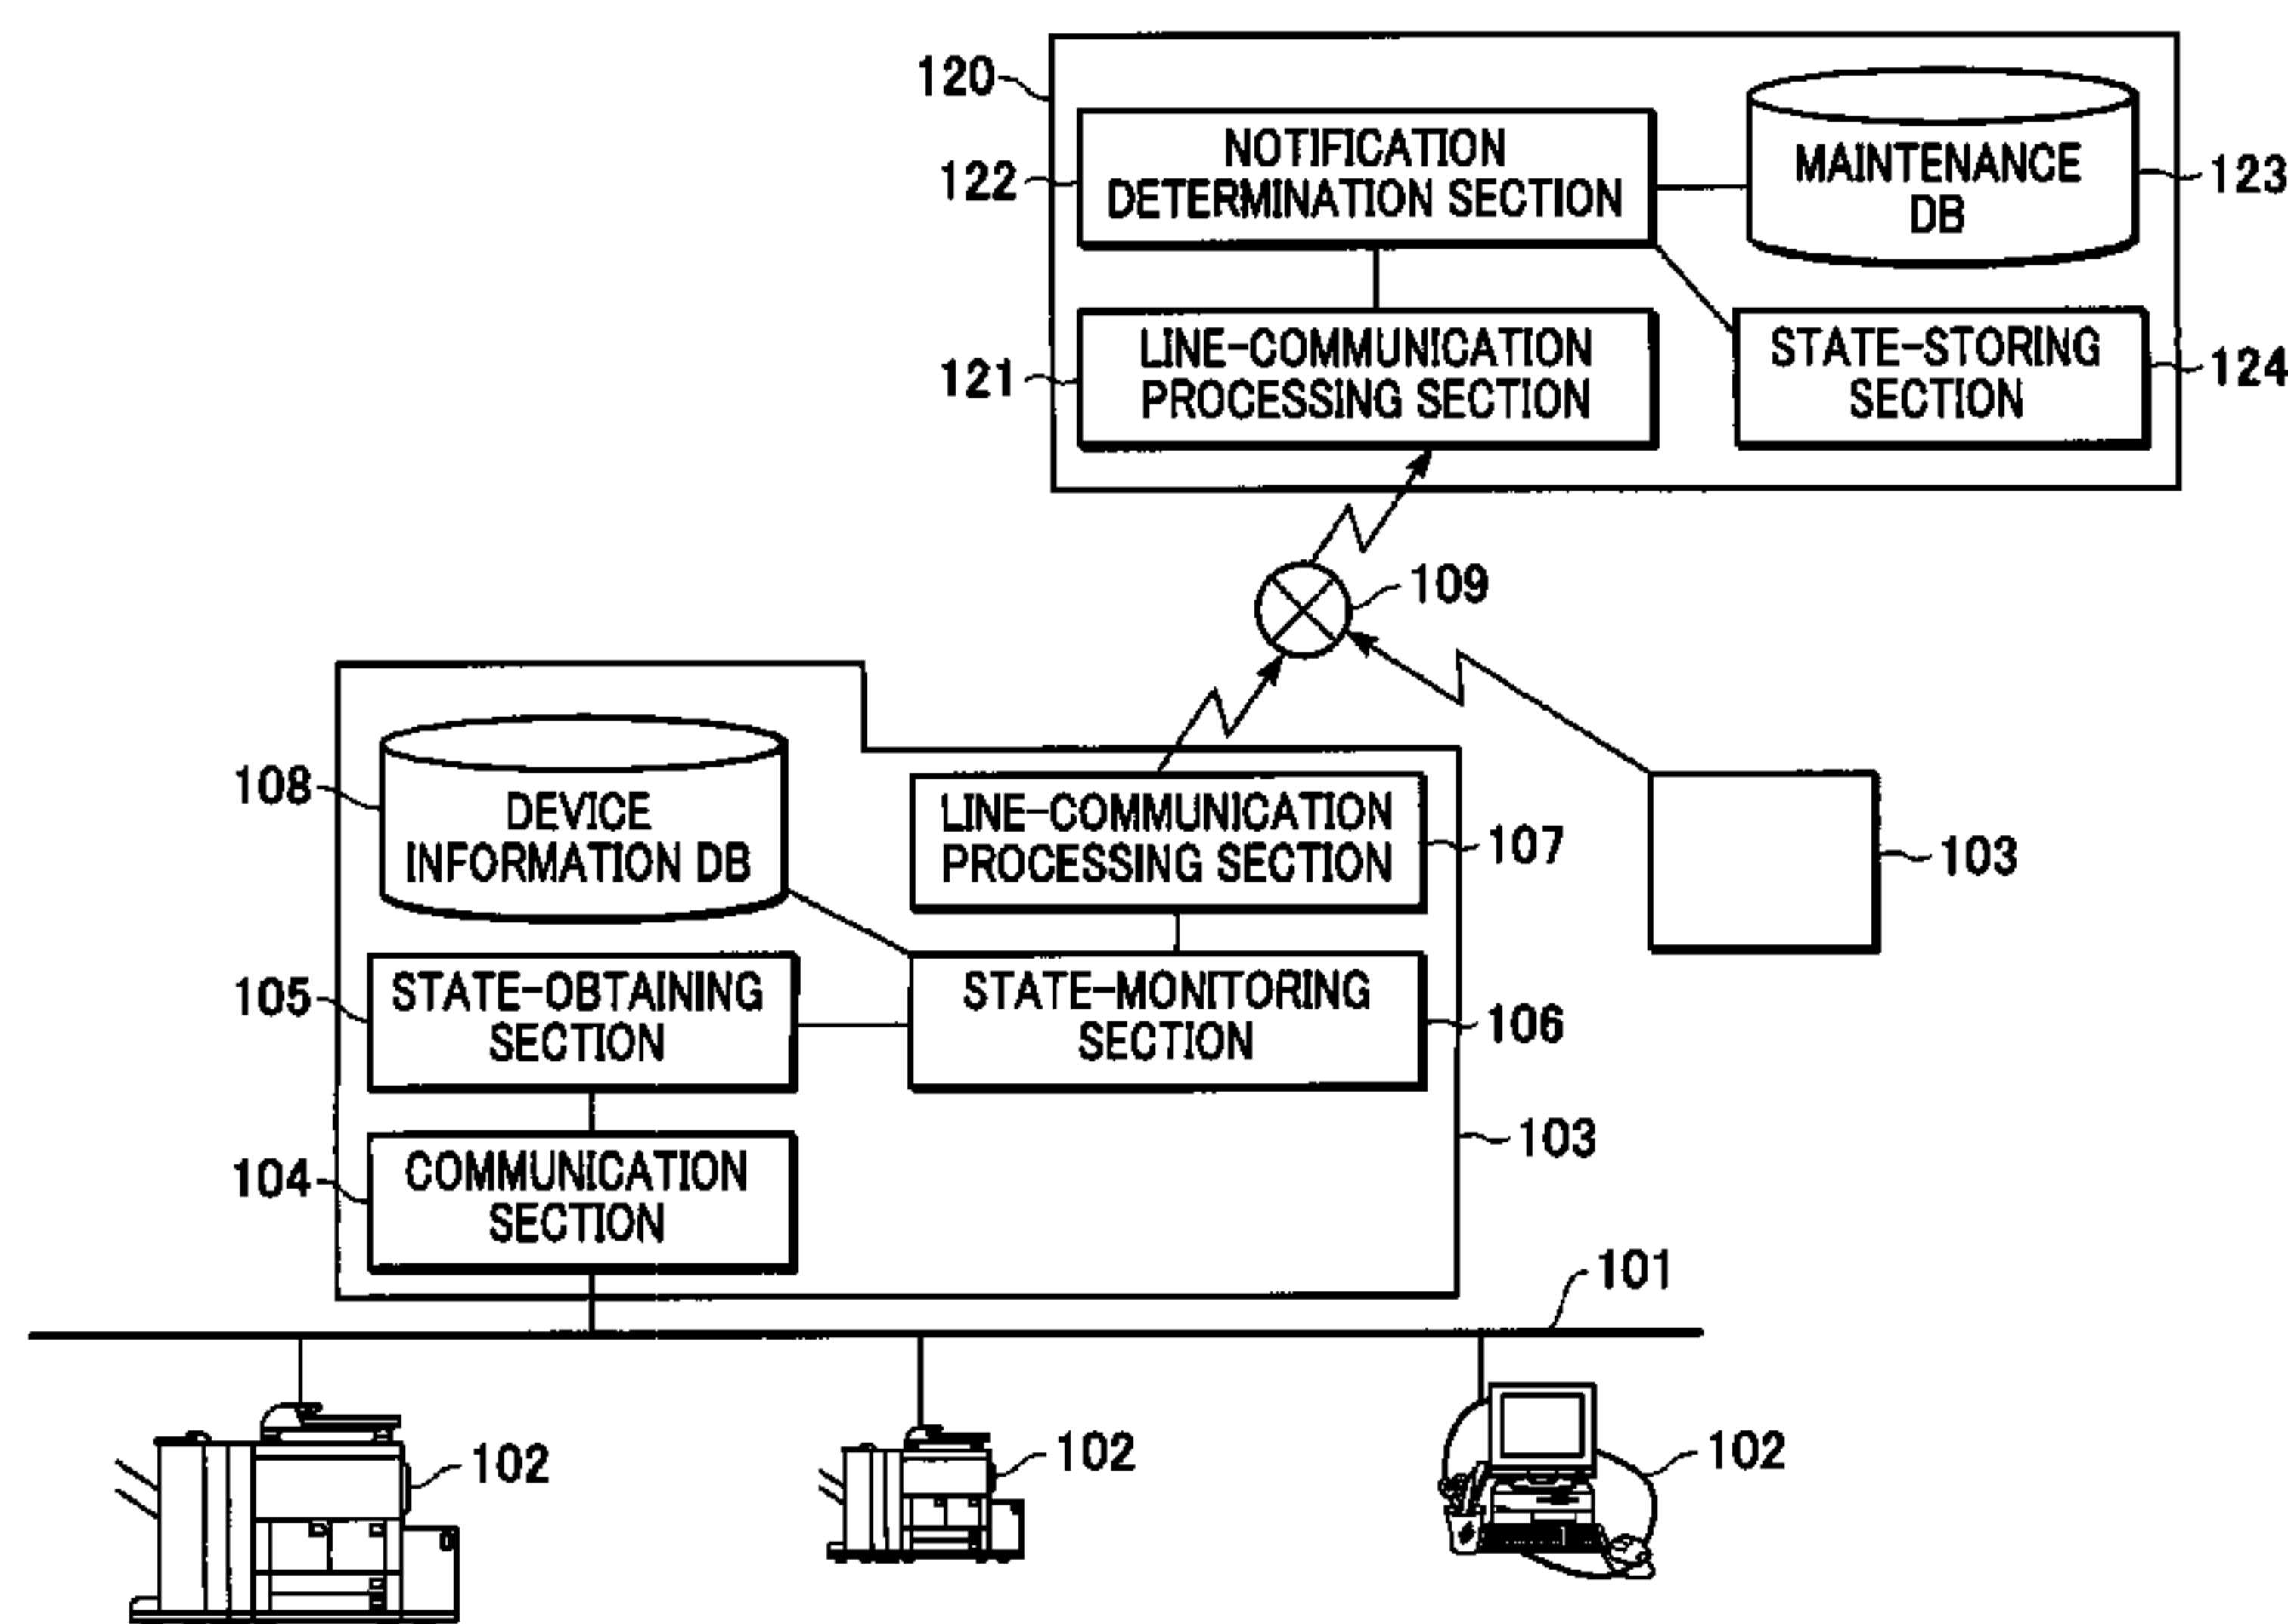 120
122
NOTIFICATION
DETERMINATION SECTION
MAINTENANCE
DB
123
121
LINE-COMMUNICATION
PROCESSING SECTION
STATE-STORING
SECTION
124
109
108
DEVICE
INFORMATION DB
LINE-COMMUNICATION
PROCESSING SECTION
107
103
105
STATE-OBTAINING
SECTION
STATE-MONITORING
SECTION
106
104
COMMUNICATION
SECTION
103
101
102
102
102